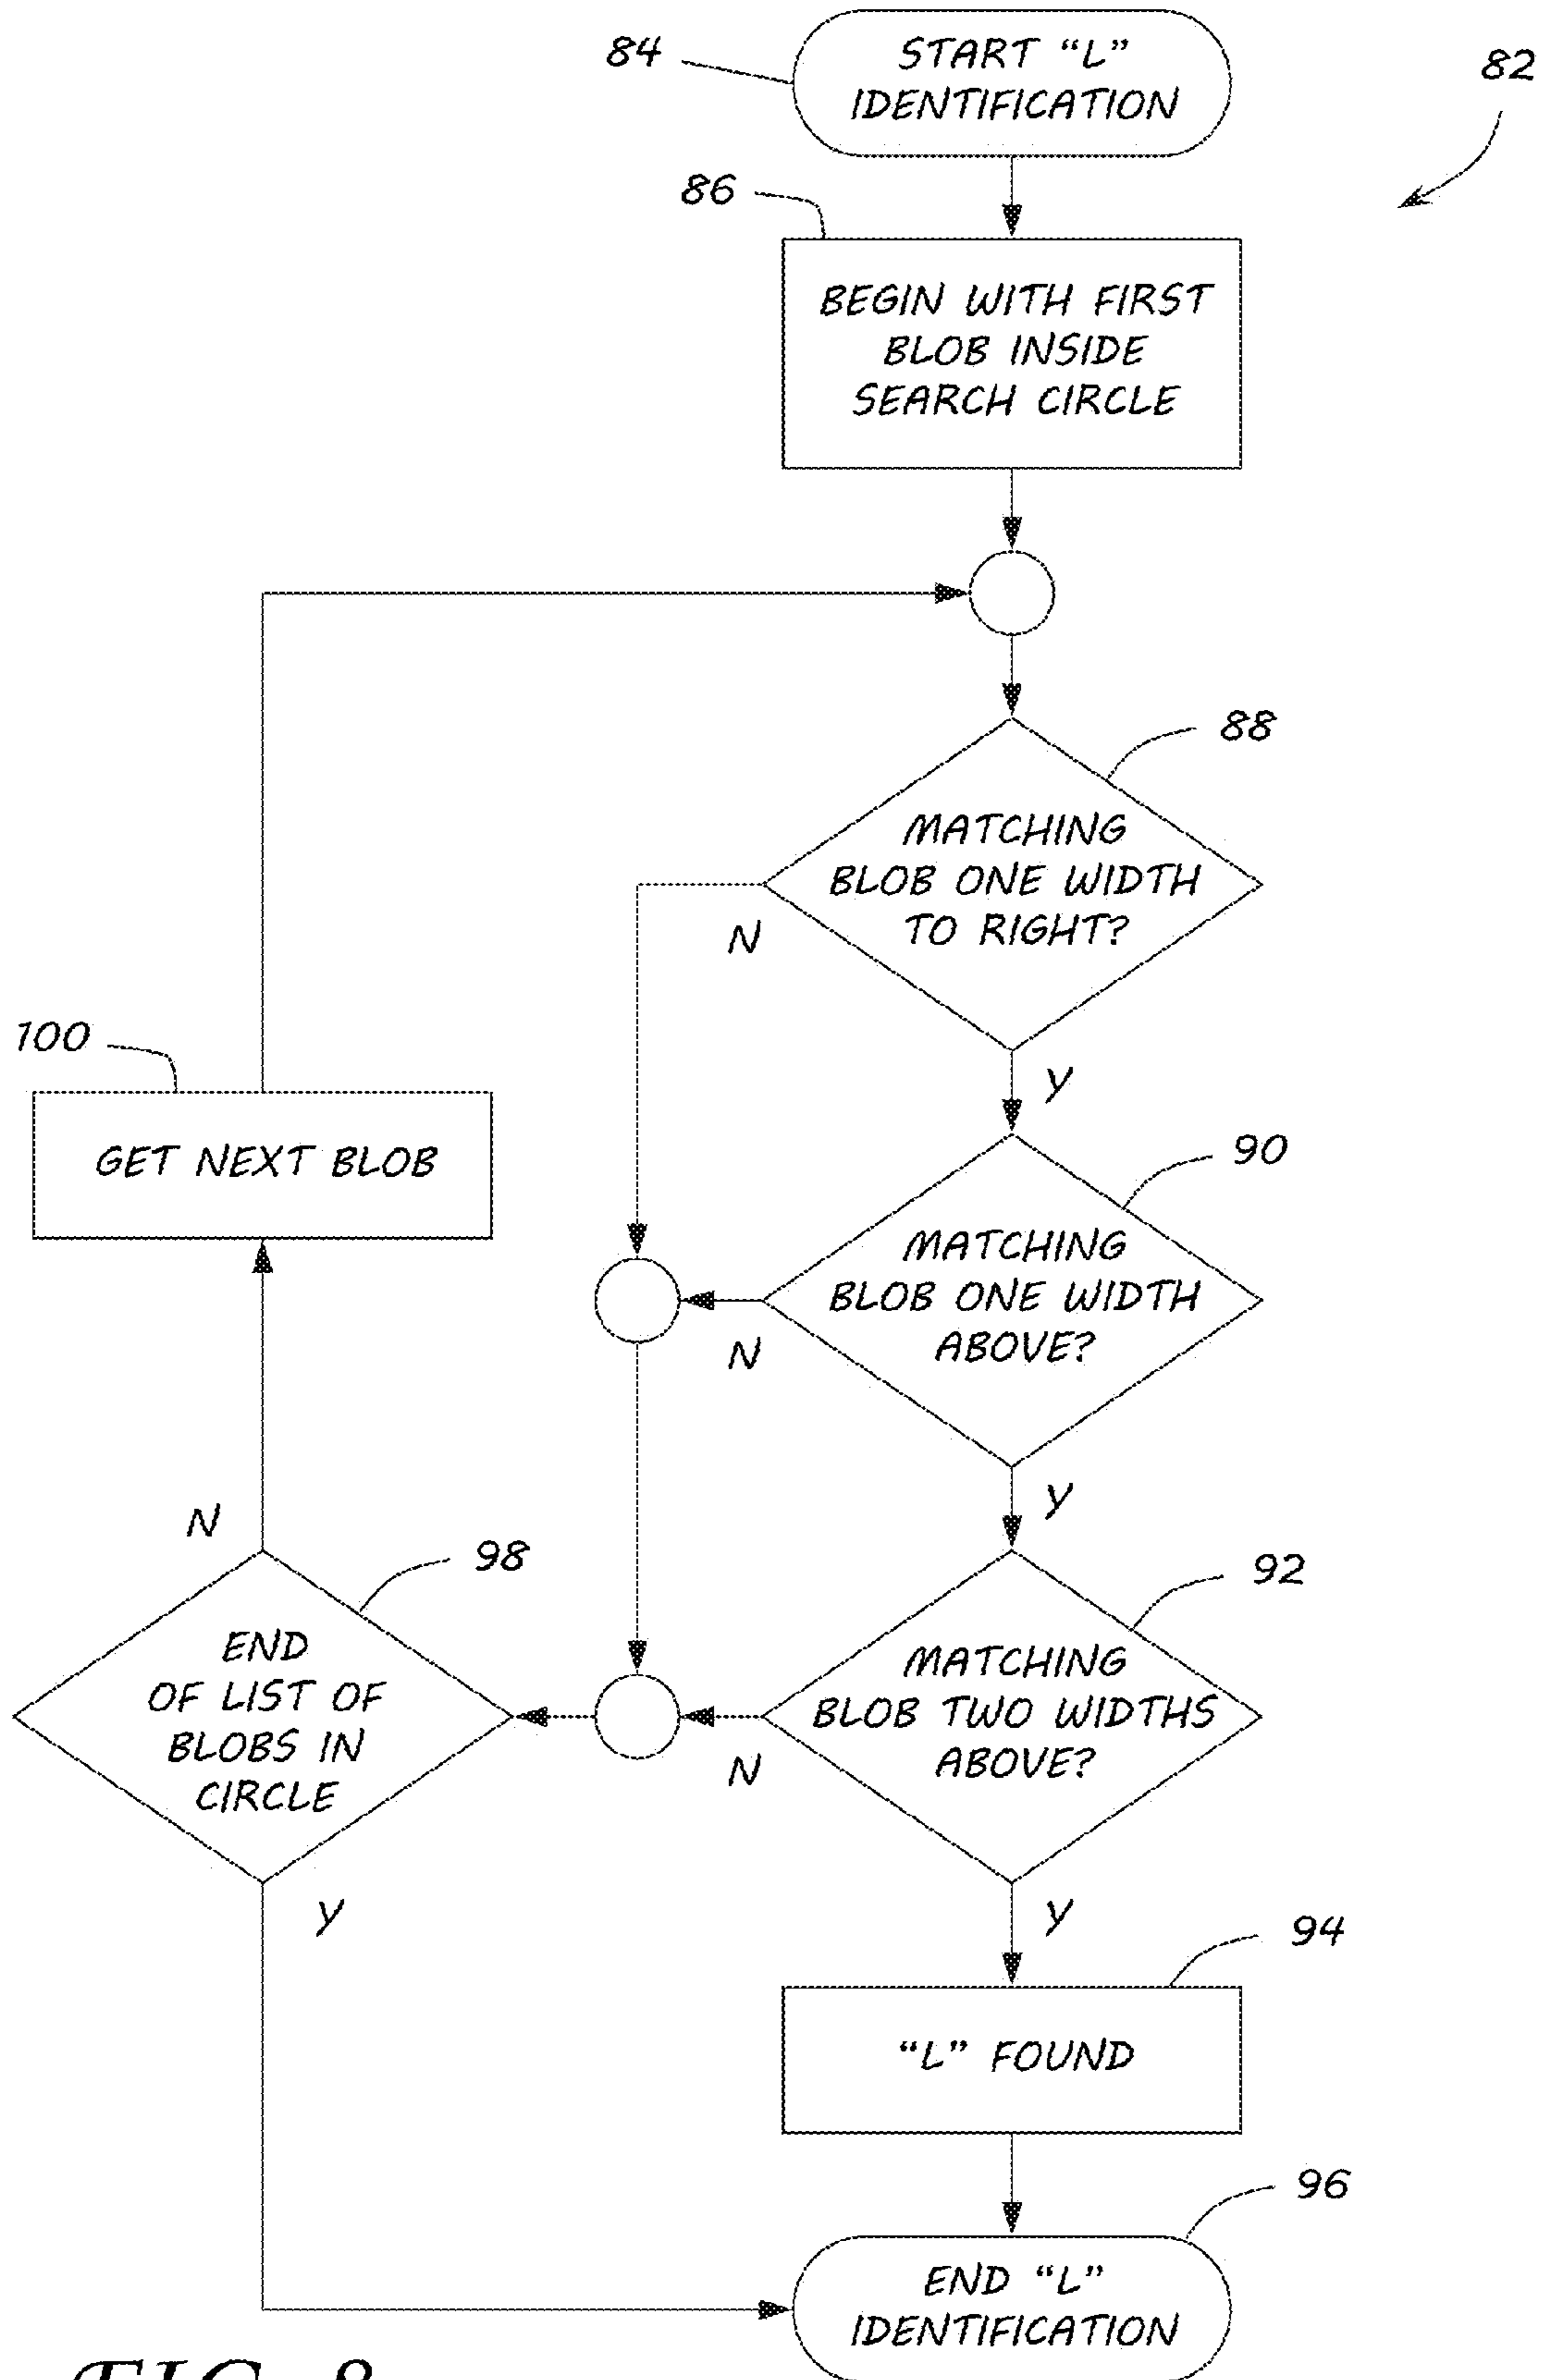 84
START “L”
IDENTIFICATION
82
86
BEGIN WITH FIRST
BLOB INSIDE
SEARCH CIRCLE
88
MATCHING
BLOB ONE WIDTH
TO RIGHT?
N
Y
100
GET NEXT BLOB
90
MATCHING
BLOB ONE WIDTH
ABOVE?
N
Y
N
98
END
OF LIST OF
BLOBS IN
CIRCLE
Y
92
MATCHING
BLOB TWO WIDTHS
ABOVE?
N
Y
94
“L” FOUND
96
END “L”
IDENTIFICATION
FIG. 8